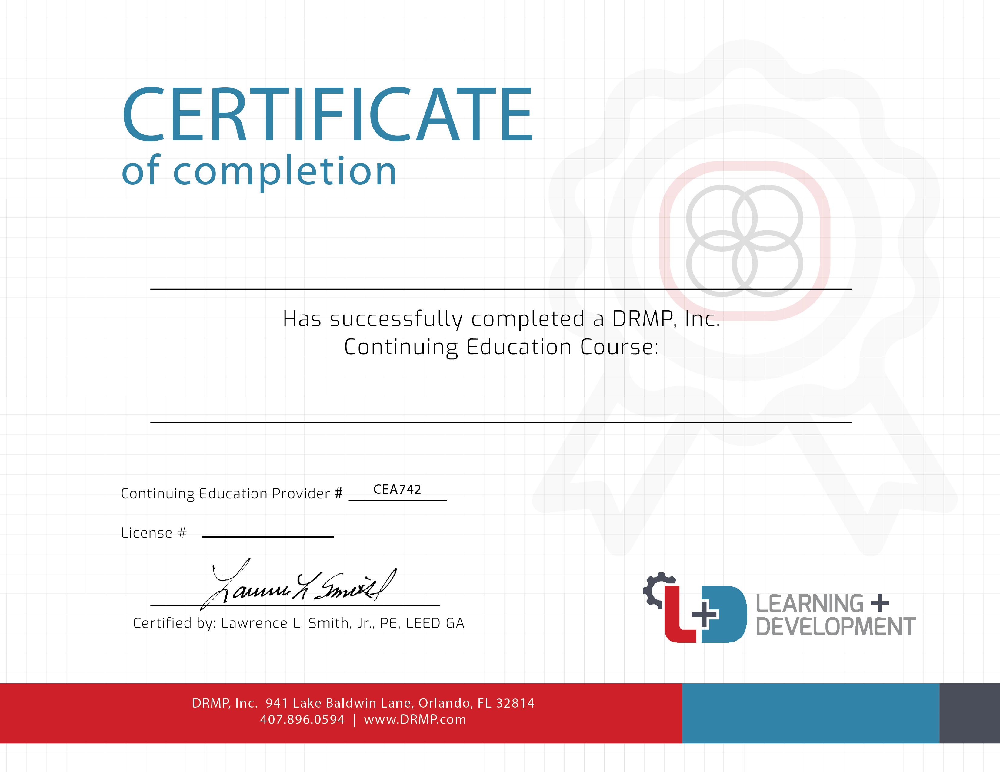 CERTIFICATE
of completion
Has successfully completed a DRMP, Inc.
Continuing Education Course:
Continuing Education Provider # CEA742
License #
Lawrence L Smith
Certified by: Lawrence L. Smith, Jr., PE, LEED GA
L+D
LEARNING +
DEVELOPMENT
DRMP, Inc. 941 Lake Baldwin Lane, Orlando, FL 32814
407.896.0594 | www.DRMP.com